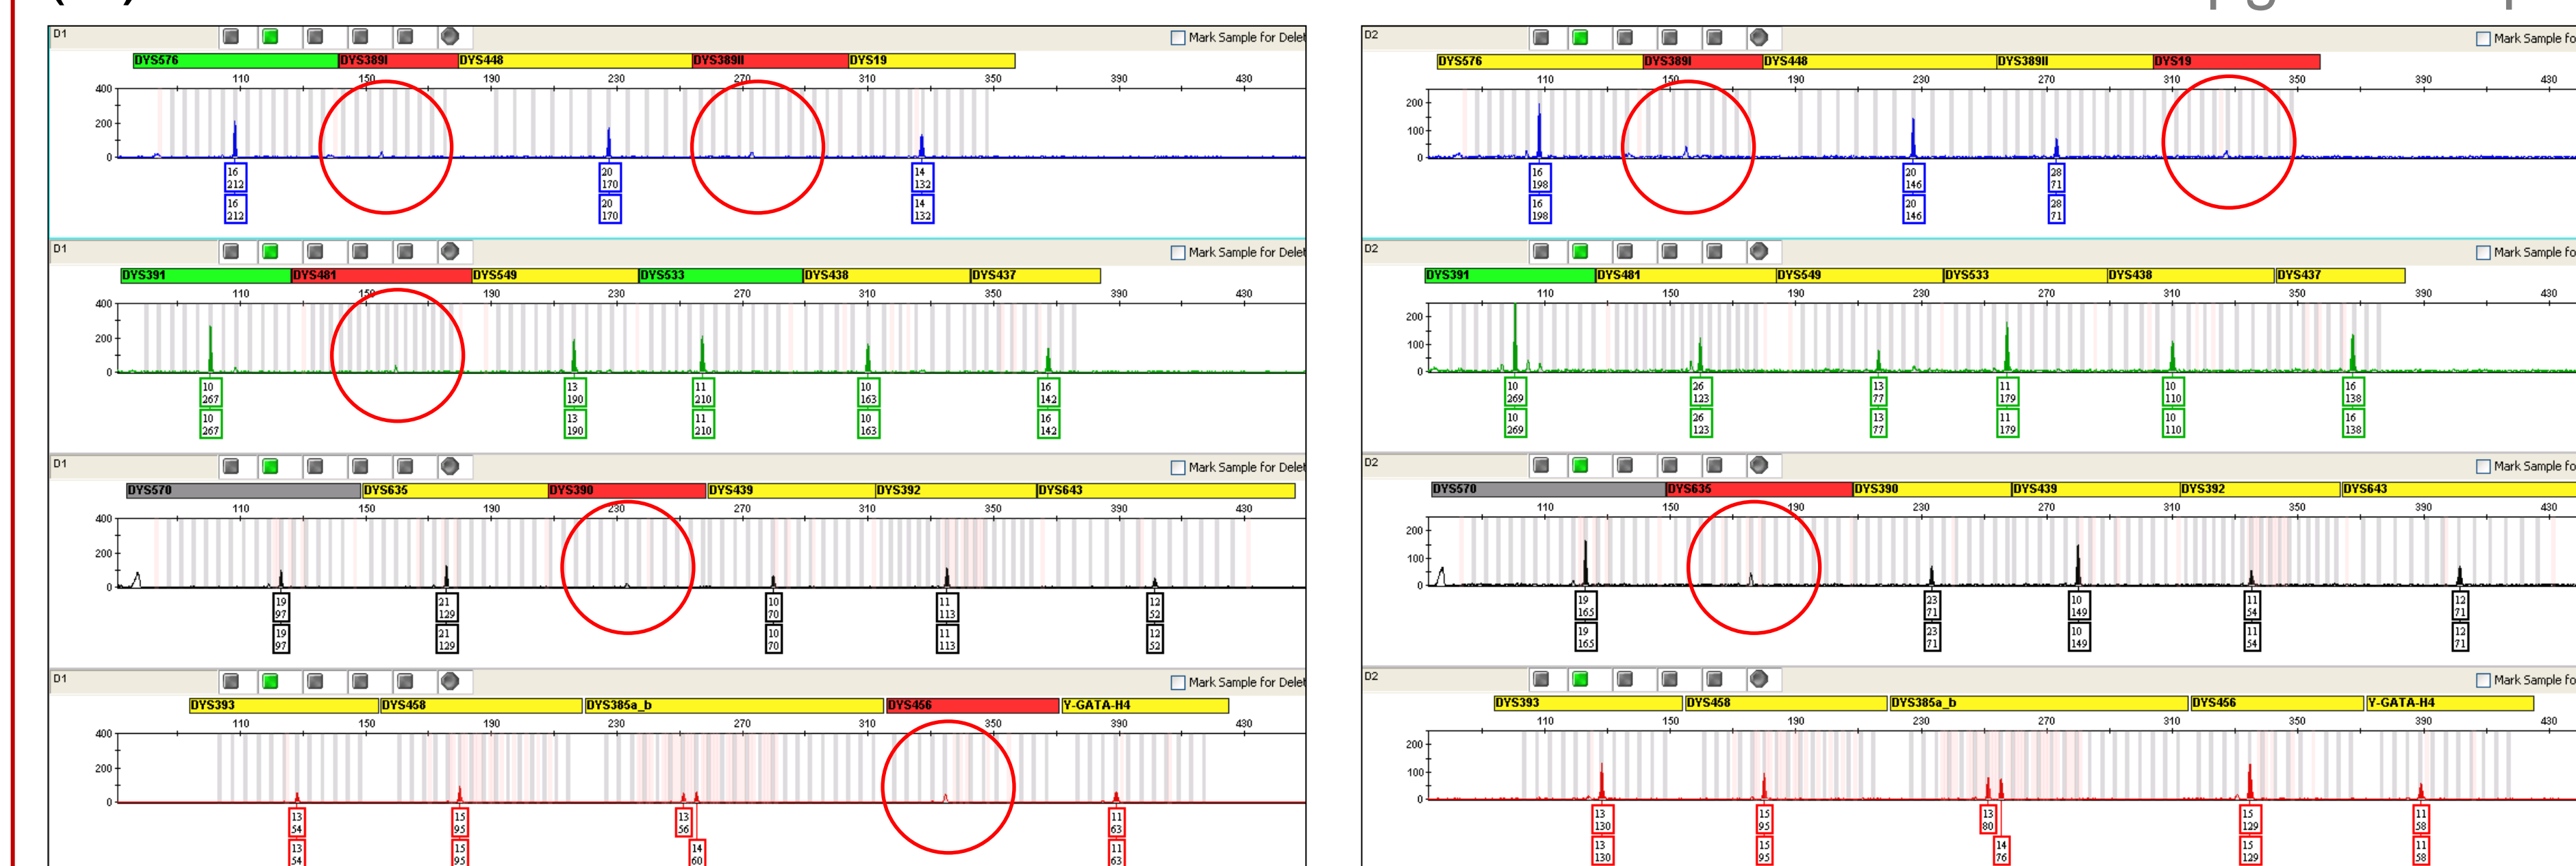 D1
Mark Sample for Delet
DYS576 DYS389I DYS448 DYS389II DYS19
110 150 190 230 270 310 350 390 430
400
200
0
16 20 14
212 170 132
16 20 14
212 170 132
D1
Mark Sample for Delet
DYS391 DYS481 DYS549 DYS533 DYS438 DYS437
110 150 190 230 270 310 350 390 430
400
200
0
10 13 11 10 16
267 190 210 163 142
10 13 11 10 16
267 190 210 163 142
D1
Mark Sample for Delet
DYS570 DYS635 DYS390 DYS439 DYS392 DYS643
110 150 190 230 270 310 350 390 430
400
200
0
19 21 10 11 12
97 129 70 113 52
19 21 10 11 12
97 129 70 113 52
D1
Mark Sample for Delet
DYS393 DYS458 DYS385a_b DYS456 Y-GATA-H4
110 150 190 230 270 310 350 390 430
400
200
0
13 15 13 11
54 95 56 63
13 15 14 11
54 95 60 63
D2
Mark Sample fo
DYS576 DYS389I DYS448 DYS389II DYS19
110 150 190 230 270 310 350 390 430
200
100
0
16 20 28
198 146 71
16 20 28
198 146 71
D2
Mark Sample fo
DYS391 DYS481 DYS549 DYS533 DYS438 DYS437
110 150 190 230 270 310 350 390 430
200
100
0
10 26 13 11 10 16
269 123 77 179 110 138
10 26 13 11 10 16
269 123 77 179 110 138
D2
Mark Sample fo
DYS570 DYS635 DYS390 DYS439 DYS392 DYS643
110 150 190 230 270 310 350 390 430
200
100
0
19 23 10 11 12
165 71 149 54 71
19 23 10 11 12
165 71 149 54 71
D2
Mark Sample fo
DYS393 DYS458 DYS385a_b DYS456 Y-GATA-H4
110 150 190 230 270 310 350 390 430
200
100
0
13 15 13 15 11
130 95 80 129 58
13 15 14 15 11
130 95 76 129 58